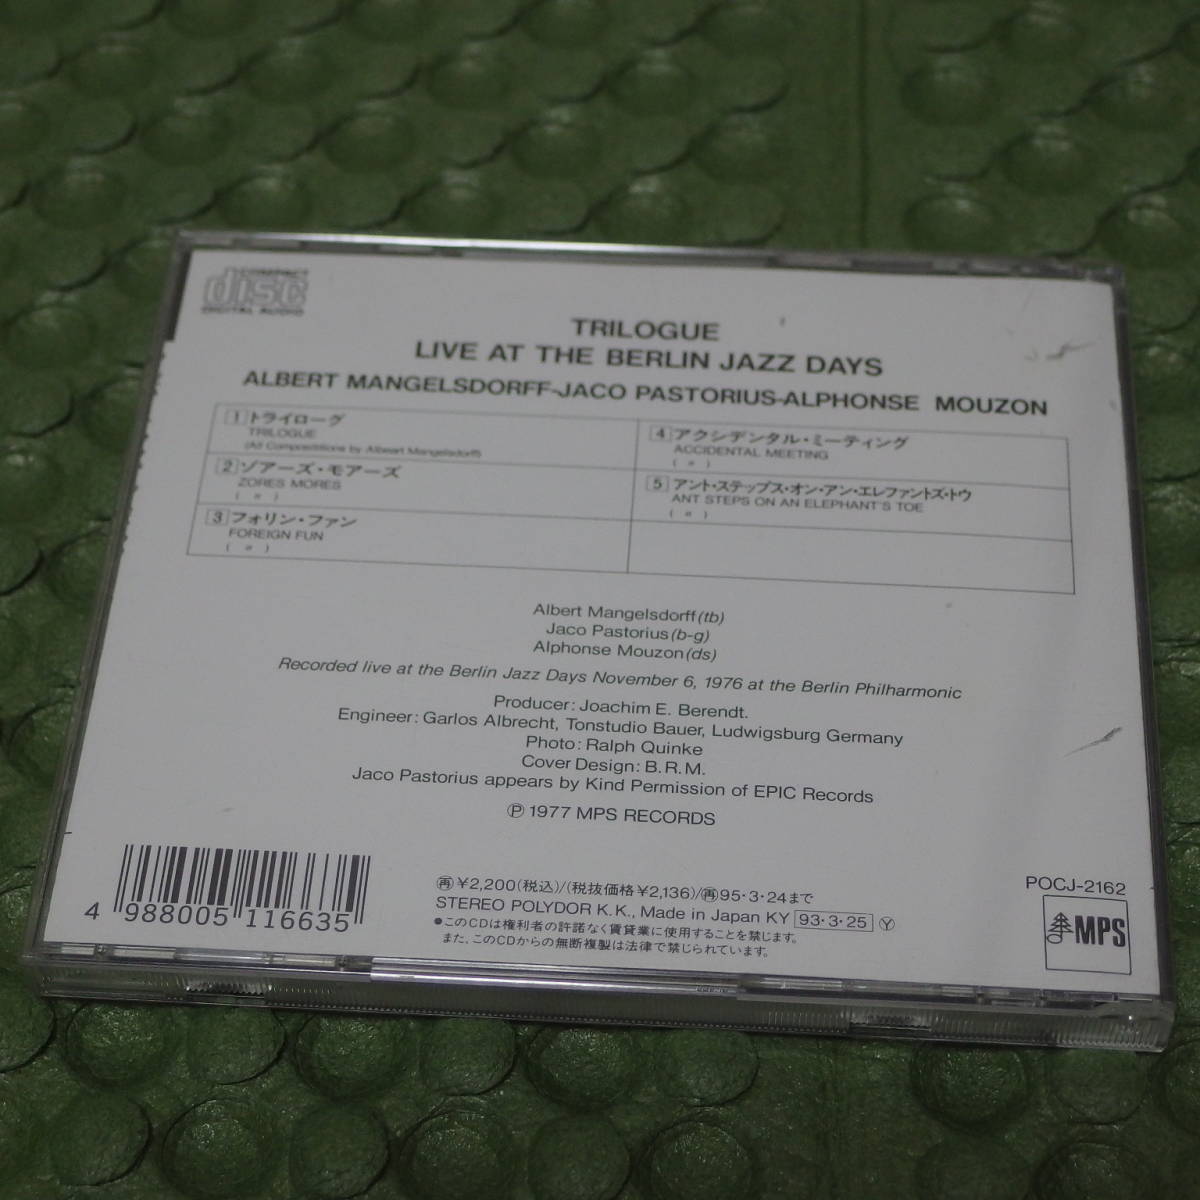 COMPACT
disc
DIGITAL AUDIO
TRILOGUE
LIVE AT THE BERLIN JAZZ DAYS
ALBERT MANGELSDORFF-JACO PASTORIUS-ALPHONSE MOUZON
1 トライローグ
TRILOGUE
(All Compositions by Albeart Mangelsdorff)
2 ゾアーズ・モアーズ
ZORES MORES
( 〃 )
3 フォリン・ファン
FOREIGN FUN
( 〃 )
4 アクシデンタル・ミーティング
ACCIDENTAL MEETING
( 〃 )
5 アント・ステップス・オン・アン・エレファントズ・トウ
ANT STEPS ON AN ELEPHANT'S TOE
( 〃 )
Albert Mangelsdorff (tb)
Jaco Pastorius (b-g)
Alphonse Mouzon (ds)
Recorded live at the Berlin Jazz Days November 6, 1976 at the Berlin Philharmonic
Producer: Joachim E. Berendt.
Engineer: Garlos Albrecht, Tonstudio Bauer, Ludwigsburg Germany
Photo: Ralph Quinke
Cover Design: B.R.M.
Jaco Pastorius appears by Kind Permission of EPIC Records
℗ 1977 MPS RECORDS
4 988005 116635
㊢¥2,200(税込)/(税抜価格¥2,136)/㊢95・3・24まで
STEREO POLYDOR K.K., Made in Japan KY 93・3・25 Ⓨ
●このCDは権利者の許諾なく賃貸業に使用することを禁じます。
また、このCDからの無断複製は法律で禁じられています。
POCJ-2162
MPS